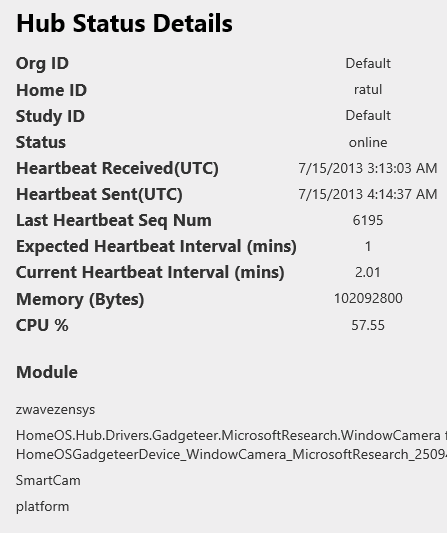 Hub Status Details
Org ID Default
Home ID ratul
Study ID Default
Status online
Heartbeat Received(UTC) 7/15/2013 3:13:03 AM
Heartbeat Sent(UTC) 7/15/2013 4:14:37 AM
Last Heartbeat Seq Num 6195
Expected Heartbeat Interval (mins) 1
Current Heartbeat Interval (mins) 2.01
Memory (Bytes) 102092800
CPU % 57.55
Module
zwavezensys
HomeOS.Hub.Drivers.Gadgeteer.MicrosoftResearch.WindowCamera
HomeOSGadgeteerDevice_WindowCamera_MicrosoftResearch_2509
SmartCam
platform